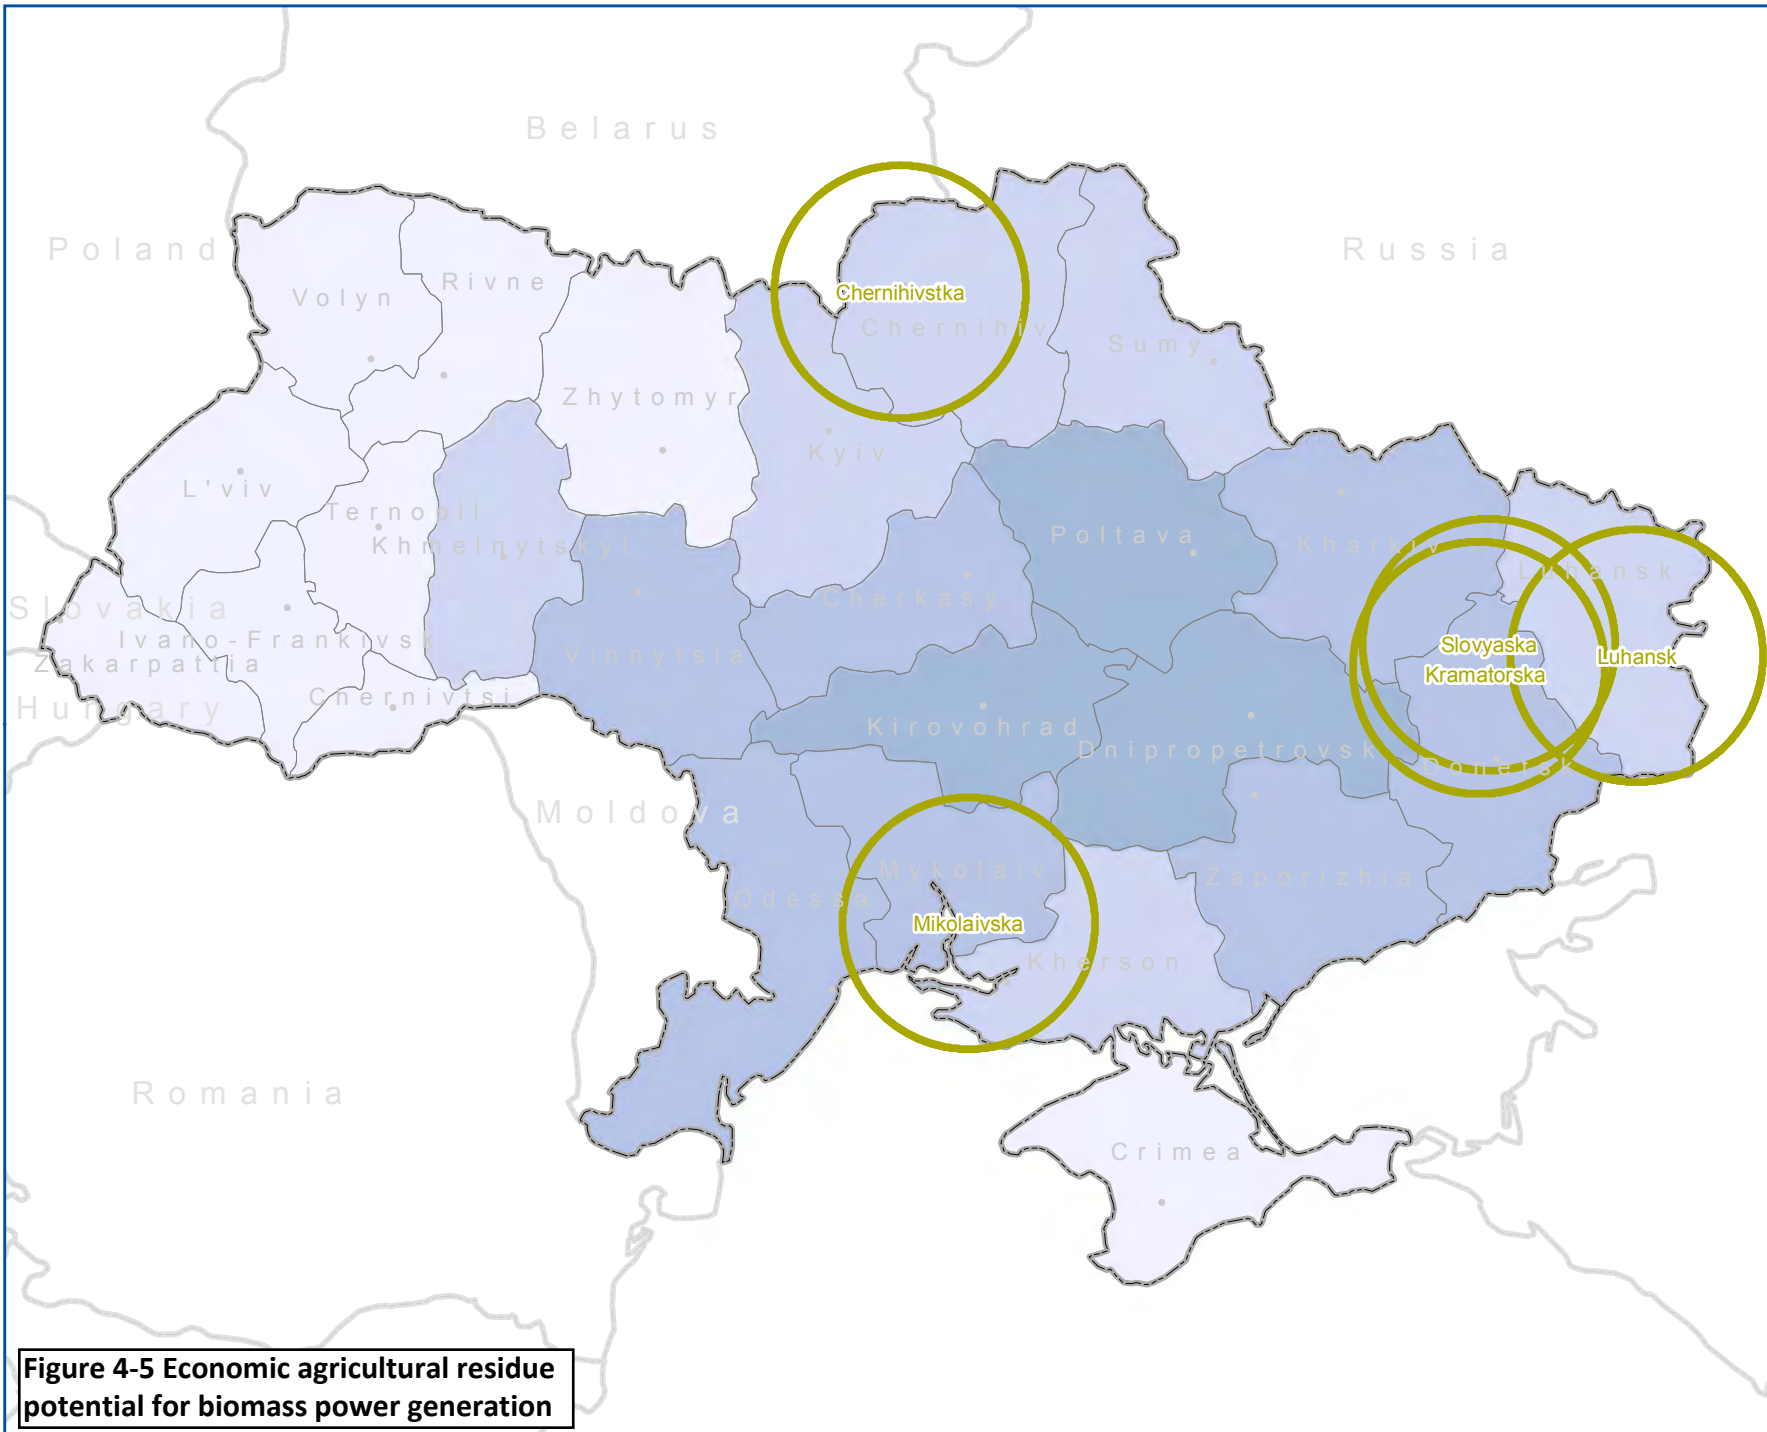 Belarus
Poland
Russia
Rivne
Volyn
Chernihivstka
Chernihiv
Sumy
Zhytomyr
Kyiv
L'viv
Ternopil
Khmelnytskyi
Poltava
Kharkiv
Luhansk
Slovakia
Cherkasy
Ivano-Frankivsk
Zakarpattia
Vinnytsia
Slovyaska
Kramatorska
Luhansk
Chernivtsi
Hungary
Kirovohrad
Dnipropetrovsk
Donetsk
Moldova
Mykolaiv
Zaporizhia
Odessa
Mikolaivska
Kherson
Romania
Crimea
Figure 4-5 Economic agricultural residue
potential for biomass power generation